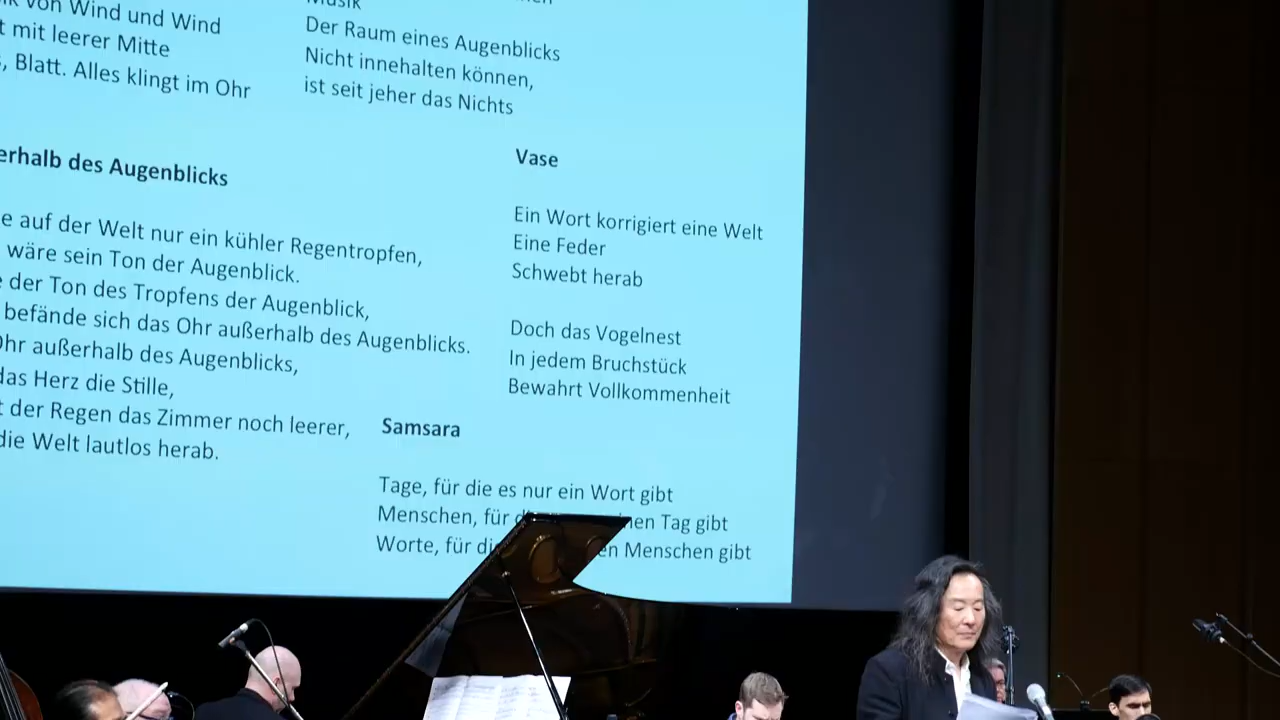 von Wind und Wind
mit leerer Mitte
Blatt. Alles klingt im Ohr
Musik
Der Raum eines Augenblicks
Nicht innehalten können,
ist seit jeher das Nichts
erhalb des Augenblicks
e auf der Welt nur ein kühler Regentropfen,
wäre sein Ton der Augenblick.
der Ton des Tropfens der Augenblick,
befände sich das Ohr außerhalb des Augenblicks.
Ohr außerhalb des Augenblicks,
das Herz die Stille,
t der Regen das Zimmer noch leerer,
die Welt lautlos herab.
Vase
Ein Wort korrigiert eine Welt
Eine Feder
Schwebt herab
Doch das Vogelnest
In jedem Bruchstück
Bewahrt Vollkommenheit
Samsara
Tage, für die es nur ein Wort gibt
Menschen, für Tag gibt
Worte, für Menschen gibt